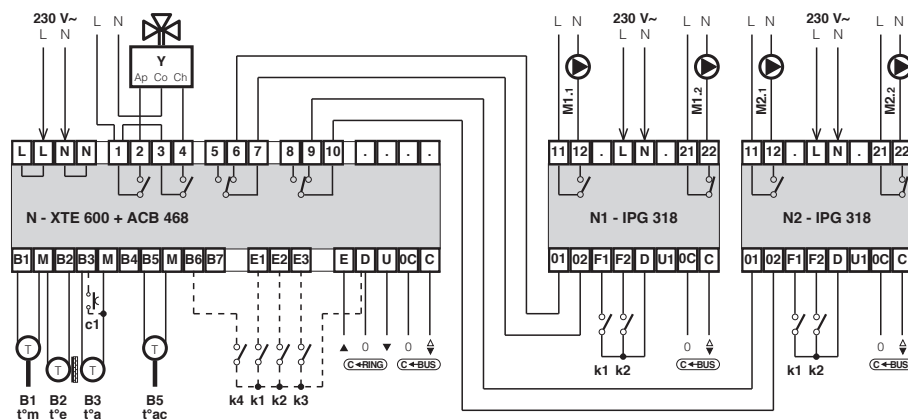 230 V~ L N 230 V~ 230 V~
L N L N L N L N L N L N
Y
Ap Co Ch
M1.1 M1.2 M2.1 M2.2
L L N N 1 2 3 4 5 6 7 8 9 10 . . . . 11 12 . L N . 21 22 11 12 . L N . 21 22
N - XTE 600 + ACB 468 N1 - IPG 318 N2 - IPG 318
B1 M B2 B3 M B4 B5 M B6 B7 E1 E2 E3 E D U 0C C 01 02 F1 F2 D U1 0C C 01 02 F1 F2 D U1 0C C
c1
T T T T
0 0 0 0
C RING C BUS C BUS C BUS
k4 k1 k2 k3 k1 k2 k1 k2
B1 B2 B3 B5
t°m t°e t°a t°ac